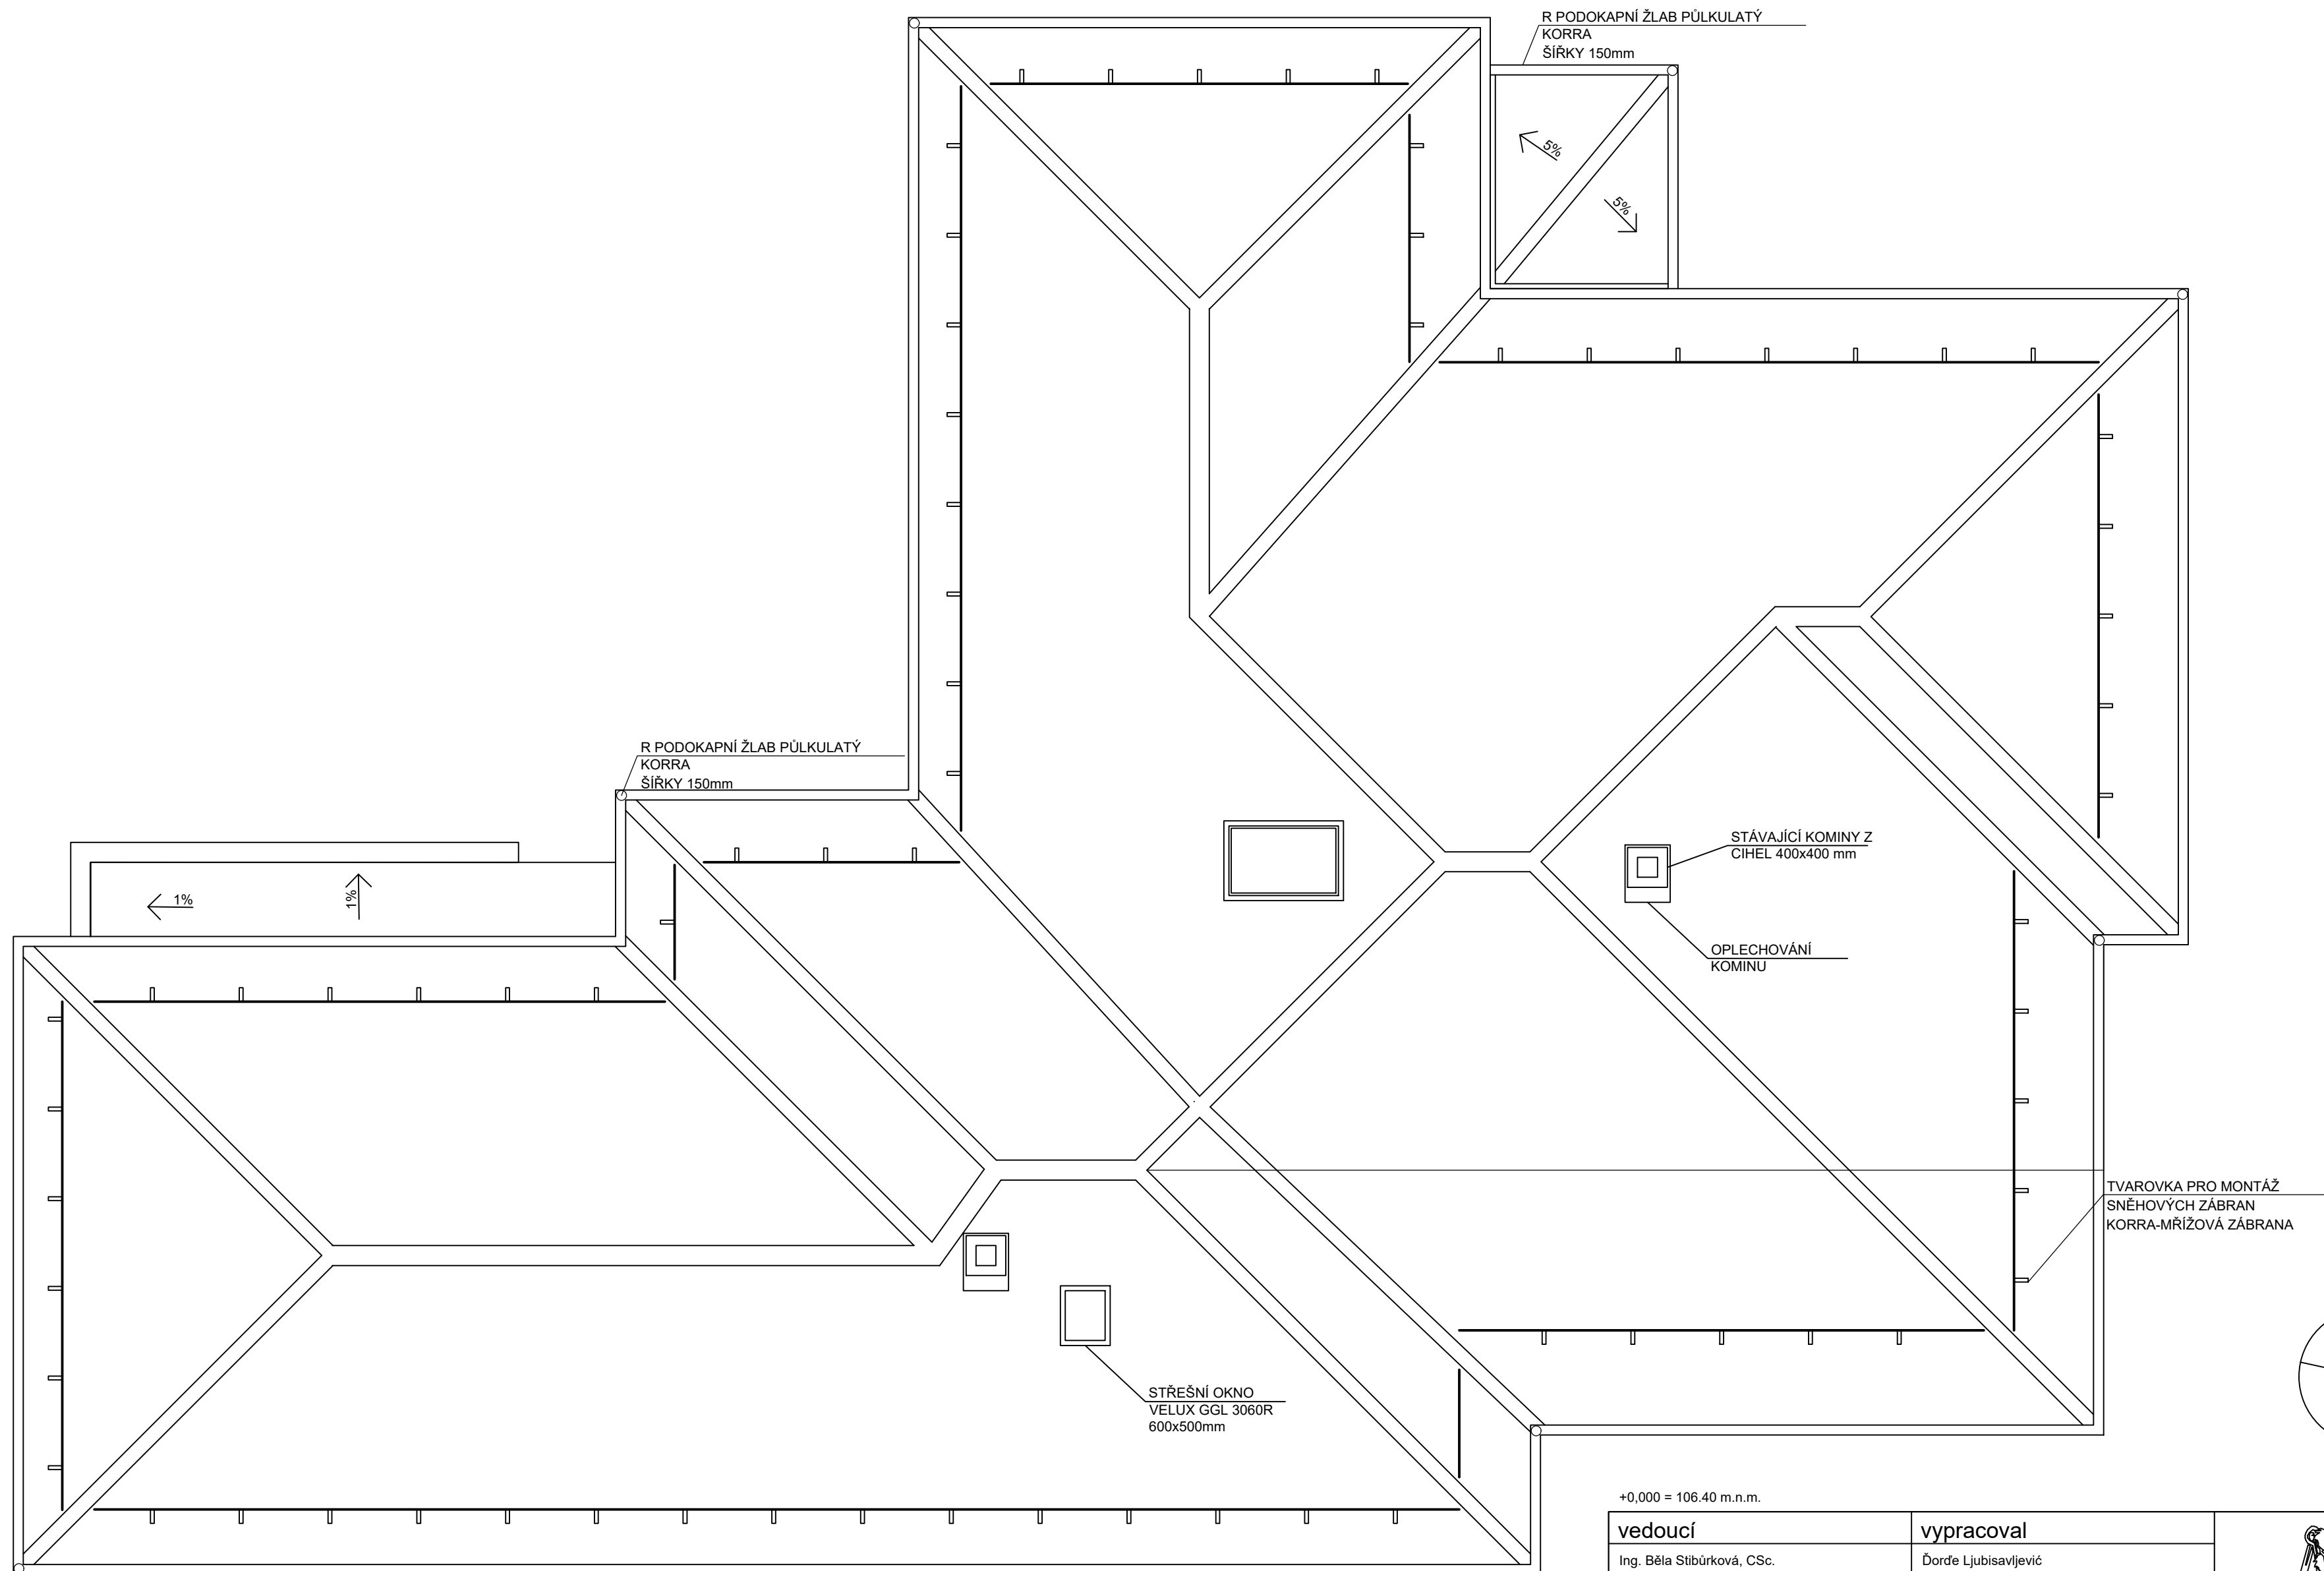 R PODOKAPNÍ ŽLAB PŮLKULATÝ
KORRA
ŠÍŘKY 150mm
5%
5%
R PODOKAPNÍ ŽLAB PŮLKULATÝ
KORRA
ŠÍŘKY 150mm
STÁVAJÍCÍ KOMINY Z
CIHEL 400x400 mm
1%
1%
OPLECHOVÁNÍ
KOMINU
TVAROVKA PRO MONTÁŽ
SNĚHOVÝCH ZÁBRAN
KORRA-MŘÍŽOVÁ ZÁBRANA
STŘEŠNÍ OKNO
VELUX GGL 3060R
600x500mm
+0,000 = 106.40 m.n.m.
vedoucí
vypracoval
Ing. Běla Stibůrková, CSc.
Ďorďe Ljubisavljević